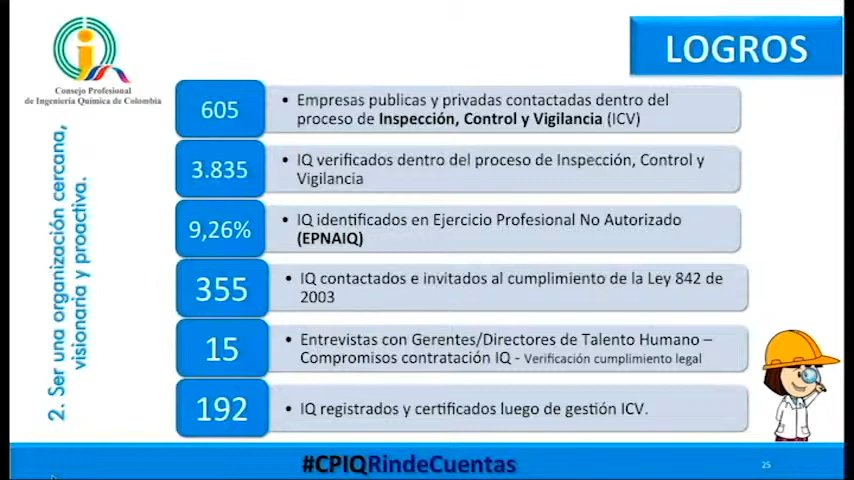 LOGROS
Consejo Profesional
de Ingeniería Química de Colombia
2. Ser una organización cercana,
visionaria y proactiva.
605
• Empresas publicas y privadas contactadas dentro del
proceso de Inspección, Control y Vigilancia (ICV)
3.835
• IQ verificados dentro del proceso de Inspección, Control y
Vigilancia
9,26%
• IQ identificados en Ejercicio Profesional No Autorizado
(EPNAIQ)
355
• IQ contactados e invitados al cumplimiento de la Ley 842 de
2003
15
• Entrevistas con Gerentes/Directores de Talento Humano –
Compromisos contratación IQ - Verificación cumplimiento legal
192
• IQ registrados y certificados luego de gestión ICV.
#CPIQRindeCuentas
25